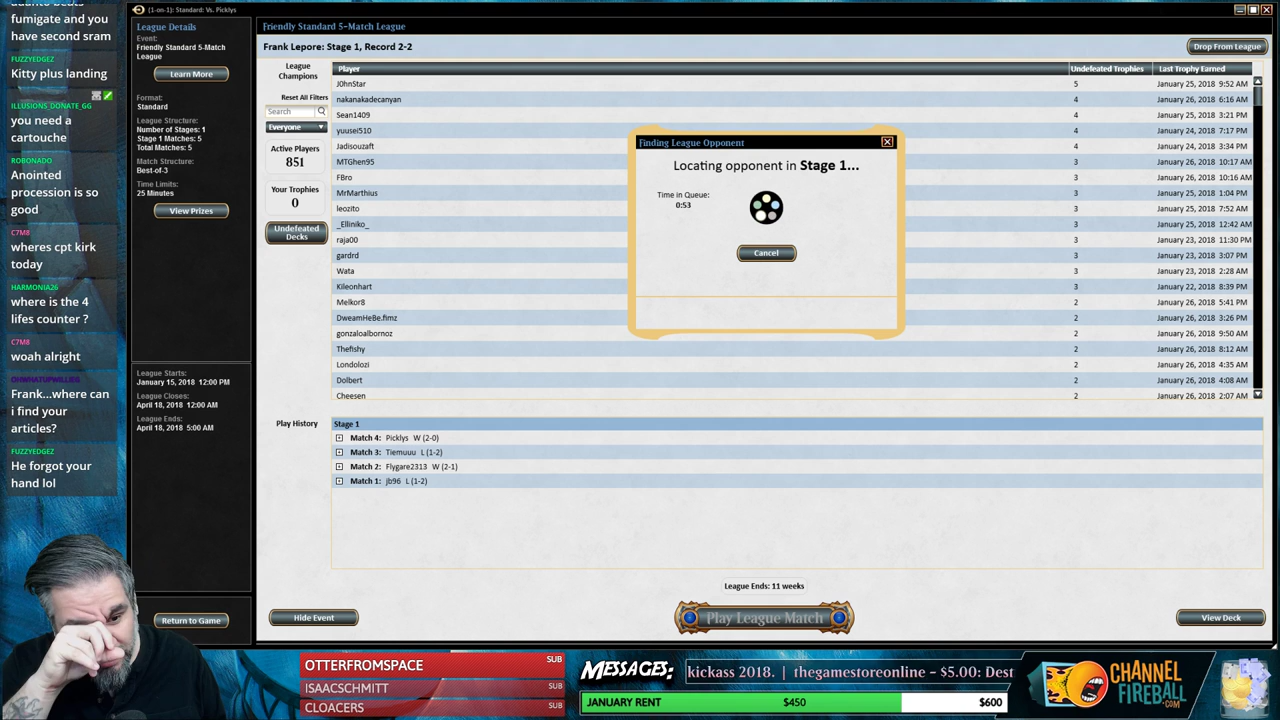 fumigate and you
have second sram
FUZZYEDGEZ
Kitty plus landing
ILLUSIONS_DONATE_GG
you need a
cartouche
ROBONADO
Anointed
procession is so
good
C7M8
wheres cpt kirk
today
HARMONIA26
where is the 4
lifes counter ?
C7M8
woah alright
Frank...where can
i find your
articles?
FUZZYEDGEZ
He forgot your
hand lol
(1-on-1): Standard: Vs. Picklys
League Details
Event:
Friendly Standard 5-Match
League
Learn More
Format:
Standard
League Structure:
Number of Stages: 1
Stage 1 Matches: 5
Total Matches: 5
Match Structure:
Best-of-3
Time Limits:
25 Minutes
View Prizes
League Starts:
January 15, 2018 12:00 PM
League Closes:
April 18, 2018 12:00 AM
League Ends:
April 18, 2018 5:00 AM
Return to Game
Friendly Standard 5-Match League
Frank Lepore: Stage 1, Record 2-2
Drop From League
League
Champions
Reset All Filters
Search
Everyone
Active Players
851
Your Trophies
0
Undefeated
Decks
Player Undefeated Trophies Last Trophy Earned
J0hnStar 5 January 25, 2018 9:52 AM
nakanakadecanyan 4 January 26, 2018 6:16 AM
Sean1409 4 January 25, 2018 3:21 PM
yuusei510 4 January 24, 2018 7:17 PM
Jadisouzaft 4 January 24, 2018 3:34 PM
MTGhen95 3 January 26, 2018 10:17 AM
FBro 3 January 26, 2018 10:16 AM
MrMarthius 3 January 25, 2018 1:04 PM
leozito 3 January 25, 2018 7:52 AM
_Elliniko_ 3 January 25, 2018 12:42 AM
raja00 3 January 23, 2018 11:30 PM
gardrd 3 January 23, 2018 3:07 PM
Wata 3 January 23, 2018 2:28 AM
Kileonhart 3 January 22, 2018 8:39 PM
Melkor8 2 January 26, 2018 5:41 PM
DweamHeBe.fimz 2 January 26, 2018 3:26 PM
gonzaloalbornoz 2 January 26, 2018 9:50 AM
Thefishy 2 January 26, 2018 8:12 AM
Londolozi 2 January 26, 2018 4:35 AM
Dolbert 2 January 26, 2018 4:08 AM
Cheesen 2 January 26, 2018 2:07 AM
Finding League Opponent
Locating opponent in Stage 1...
Time in Queue:
0:53
Cancel
Play History
Stage 1
Match 4: Picklys W (2-0)
Match 3: Tiemuuu L (1-2)
Match 2: Flygare2313 W (2-1)
Match 1: jb96 L (1-2)
League Ends: 11 weeks
Hide Event
Play League Match
View Deck
OTTERFROMSPACE SUB
ISAACSCHMITT SUB
CLOACERS SUB
MESSAGES:
kickass 2018. | thegamestoreonline - $5.00: Dest
JANUARY RENT $450 $600
CHANNEL
FIREBALL
.COM